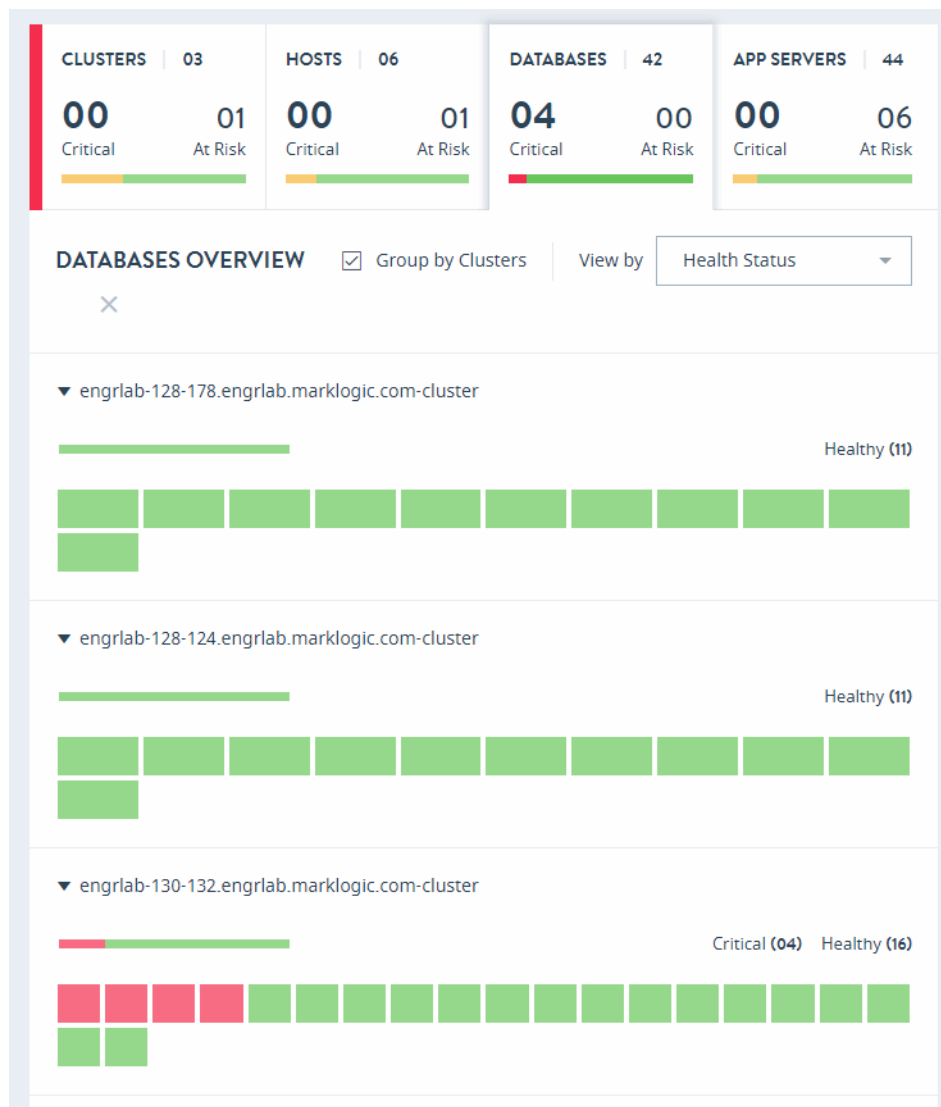 CLUSTERS 03 HOSTS 06 DATABASES 42 APP SERVERS 44
00 01 00 01 04 00 00 06
Critical At Risk Critical At Risk Critical At Risk Critical At Risk
DATABASES OVERVIEW Group by Clusters View by Health Status
engrlab-128-178.engrlab.marklogic.com-cluster
Healthy (11)
engrlab-128-124.engrlab.marklogic.com-cluster
Healthy (11)
engrlab-130-132.engrlab.marklogic.com-cluster
Critical (04) Healthy (16)